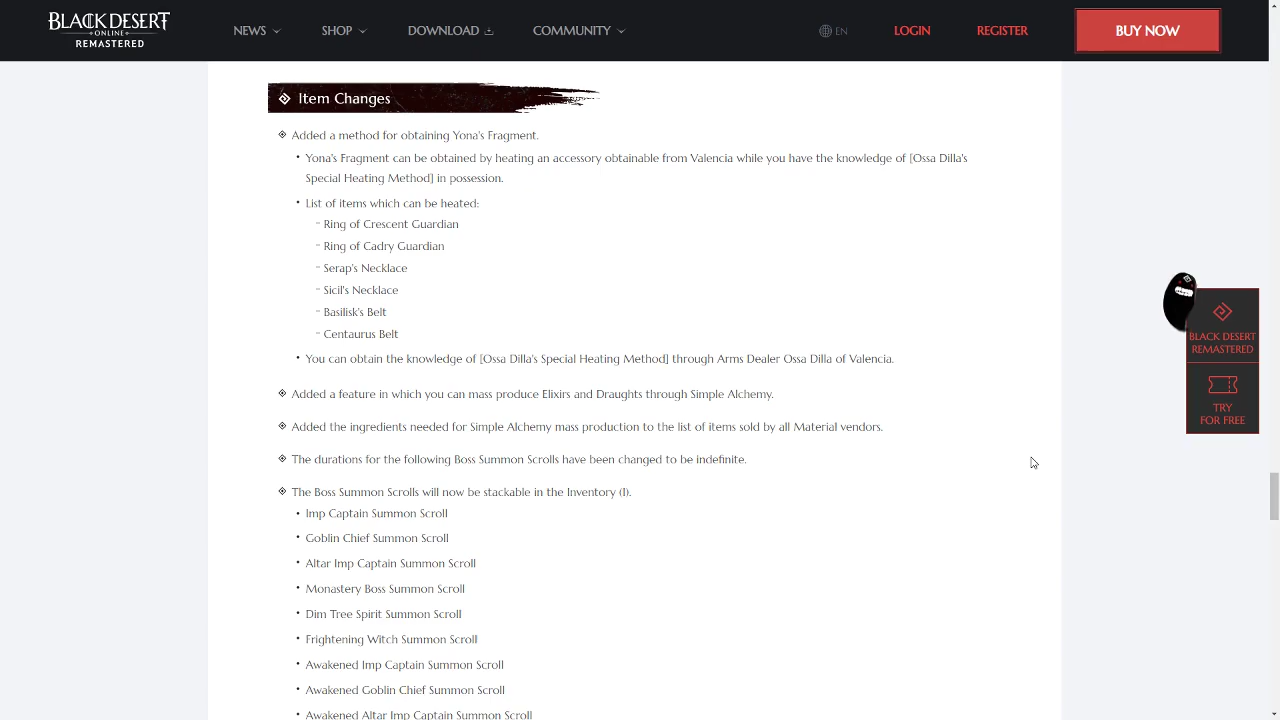 BLACK DESERT
ONLINE
REMASTERED
NEWS
SHOP
DOWNLOAD
COMMUNITY
EN
LOGIN
REGISTER
BUY NOW
Item Changes
Added a method for obtaining Yona's Fragment.
Yona's Fragment can be obtained by heating an accessory obtainable from Valencia while you have the knowledge of [Ossa Dilla's
Special Heating Method] in possession.
List of items which can be heated:
- Ring of Crescent Guardian
- Ring of Cadry Guardian
- Serap's Necklace
- Sicil's Necklace
- Basilisk's Belt
- Centaurus Belt
You can obtain the knowledge of [Ossa Dilla's Special Heating Method] through Arms Dealer Ossa Dilla of Valencia.
Added a feature in which you can mass produce Elixirs and Draughts through Simple Alchemy.
Added the ingredients needed for Simple Alchemy mass production to the list of items sold by all Material vendors.
The durations for the following Boss Summon Scrolls have been changed to be indefinite.
The Boss Summon Scrolls will now be stackable in the Inventory (I).
Imp Captain Summon Scroll
Goblin Chief Summon Scroll
Altar Imp Captain Summon Scroll
Monastery Boss Summon Scroll
Dim Tree Spirit Summon Scroll
Frightening Witch Summon Scroll
Awakened Imp Captain Summon Scroll
Awakened Goblin Chief Summon Scroll
Awakened Altar Imp Captain Summon Scroll
BLACK DESERT
REMASTERED
TRY
FOR FREE